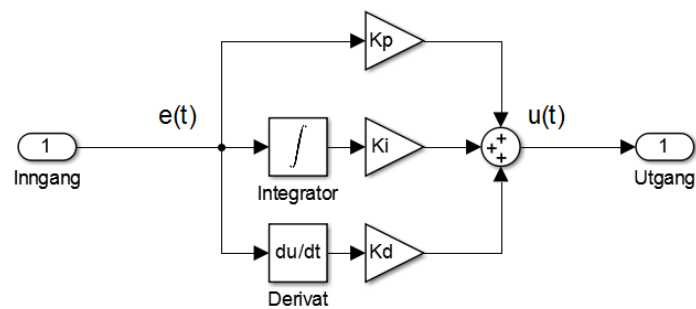 Kp
e(t)
u(t)
1
Inngang
∫
Integrator
Ki
+
+
+
1
Utgang
du/dt
Derivat
Kd